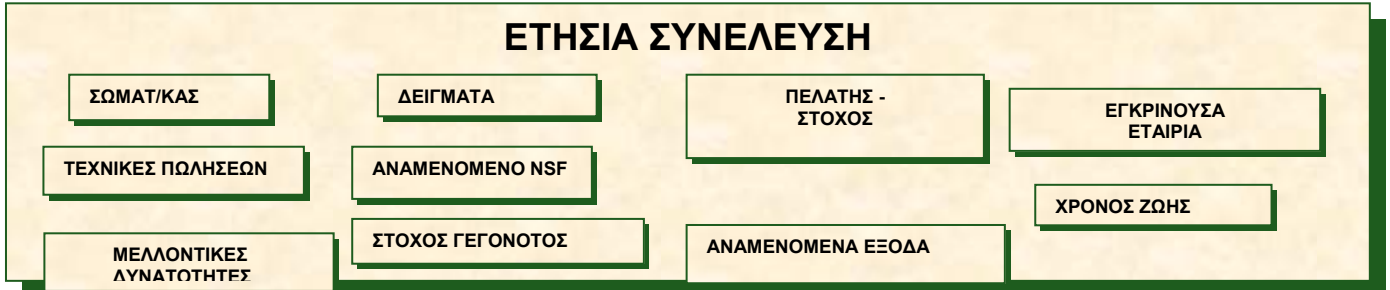 ΕΤΗΣΙΑ ΣΥΝΕΛΕΥΣΗ
ΣΩΜΑΤ/ΚΑΣ
ΔΕΙΓΜΑΤΑ
ΠΕΛΑΤΗΣ -
ΣΤΟΧΟΣ
ΕΓΚΡΙΝΟΥΣΑ
ΕΤΑΙΡΙΑ
ΤΕΧΝΙΚΕΣ ΠΩΛΗΣΕΩΝ
ΑΝΑΜΕΝΟΜΕΝΟ NSF
ΧΡΟΝΟΣ ΖΩΗΣ
ΜΕΛΛΟΝΤΙΚΕΣ
ΔΥΝΑΤΟΤΗΤΕΣ
ΣΤΟΧΟΣ ΓΕΓΟΝΟΤΟΣ
ΑΝΑΜΕΝΟΜΕΝΑ ΕΞΟΔΑ